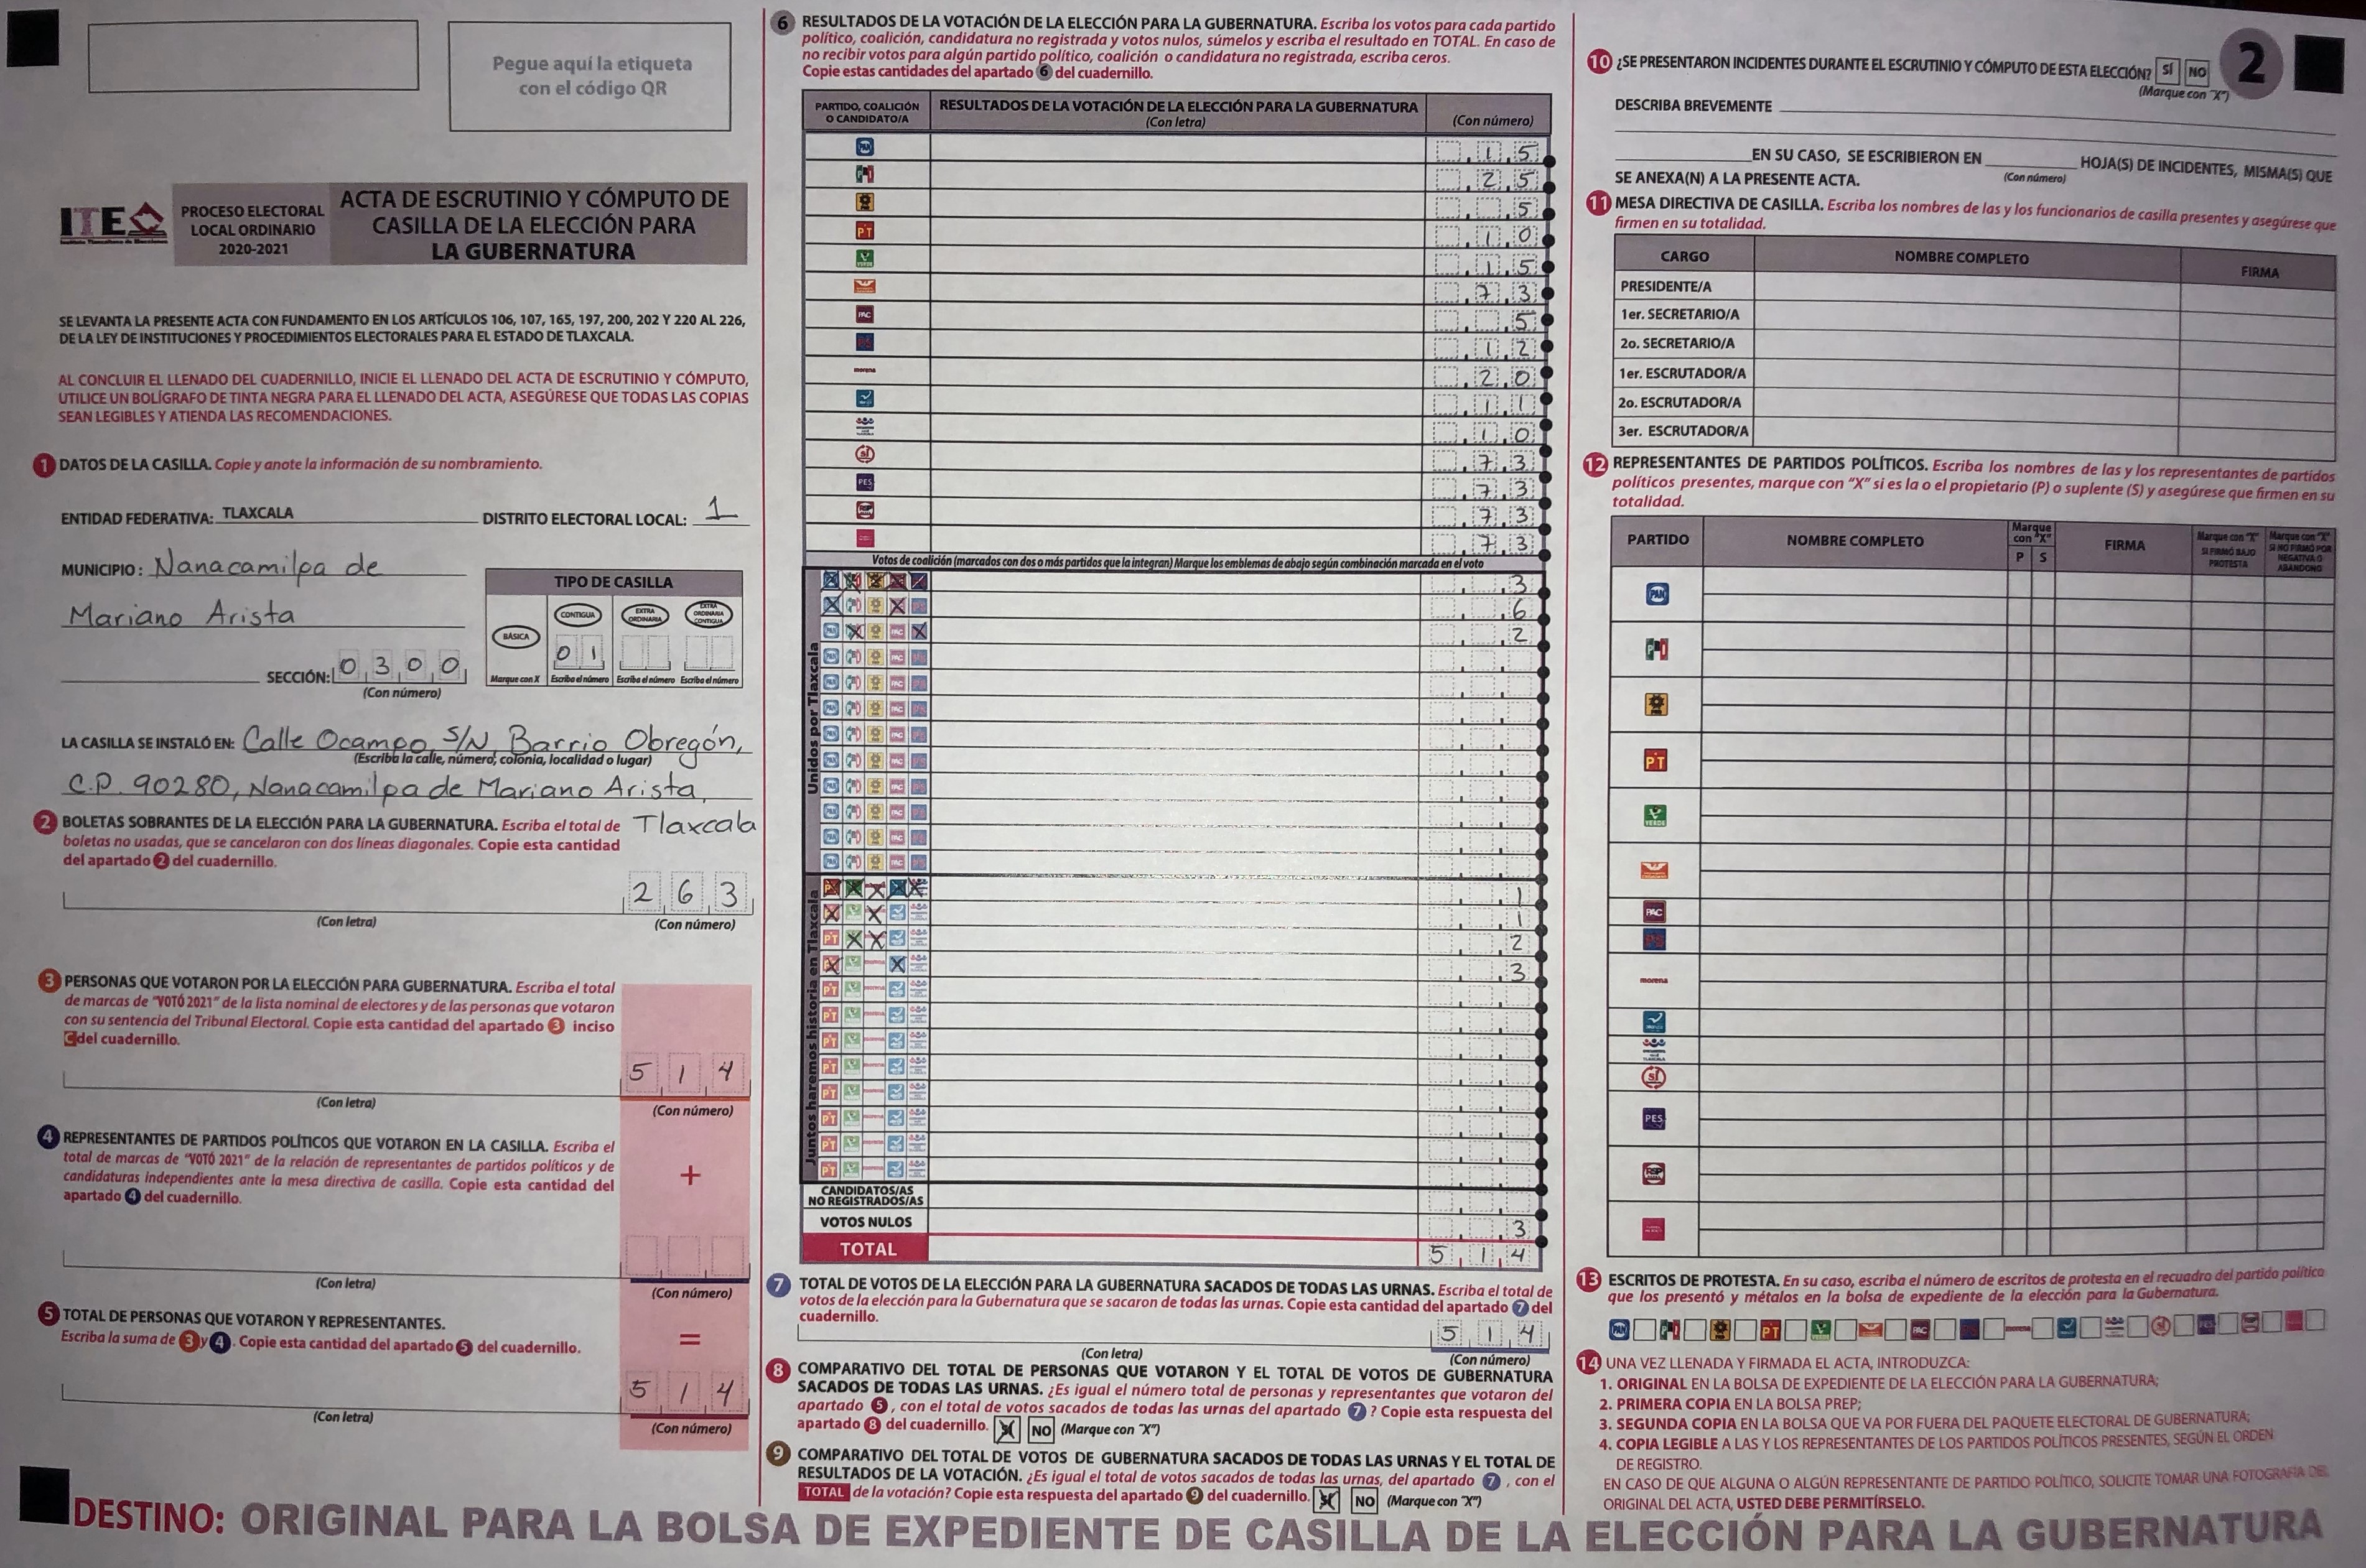 Pegue aquí la etiqueta
con el código QR
ITE
PROCESO ELECTORAL
LOCAL ORDINARIO
2020-2021
ACTA DE ESCRUTINIO Y CÓMPUTO DE
CASILLA DE LA ELECCIÓN PARA
LA GUBERNATURA
SE LEVANTA LA PRESENTE ACTA CON FUNDAMENTO EN LOS ARTÍCULOS 106, 107, 165, 197, 200, 202 Y 220 AL 226,
DE LA LEY DE INSTITUCIONES Y PROCEDIMIENTOS ELECTORALES PARA EL ESTADO DE TLAXCALA.
AL CONCLUIR EL LLENADO DEL CUADERNILLO, INICIE EL LLENADO DEL ACTA DE ESCRUTINIO Y CÓMPUTO,
UTILICE UN BOLÍGRAFO DE TINTA NEGRA PARA EL LLENADO DEL ACTA, ASEGÚRESE QUE TODAS LAS COPIAS
SEAN LEGIBLES Y ATIENDA LAS RECOMENDACIONES.
1 DATOS DE LA CASILLA. Copie y anote la información de su nombramiento.
ENTIDAD FEDERATIVA: TLAXCALA DISTRITO ELECTORAL LOCAL: 1
MUNICIPIO: Nanacamilpa de
Mariano Arista
SECCIÓN: 0 3 0 0
(Con número)
TIPO DE CASILLA
BÁSICA CONTIGUA EXTRA ORDINARIA EXTRA ORDINARIA CONTIGUA
0 1
Marque con X Escriba el número Escriba el número Escriba el número
LA CASILLA SE INSTALÓ EN: Calle Ocampo S/N, Barrio Obregón,
(Escriba la calle, número, colonia, localidad o lugar)
C.P. 90280, Nanacamilpa de Mariano Arista,
Tlaxcala
2 BOLETAS SOBRANTES DE LA ELECCIÓN PARA LA GUBERNATURA. Escriba el total de
boletas no usadas, que se cancelaron con dos líneas diagonales. Copie esta cantidad
del apartado 2 del cuadernillo.
2 6 3
(Con letra) (Con número)
3 PERSONAS QUE VOTARON POR LA ELECCIÓN PARA GUBERNATURA. Escriba el total
de marcas de "VOTÓ 2021" de la lista nominal de electores y de las personas que votaron
con su sentencia del Tribunal Electoral. Copie esta cantidad del apartado 3 inciso
C del cuadernillo.
5 1 4
(Con letra) (Con número)
4 REPRESENTANTES DE PARTIDOS POLÍTICOS QUE VOTARON EN LA CASILLA. Escriba el
total de marcas de "VOTÓ 2021" de la relación de representantes de partidos políticos y de
candidaturas independientes ante la mesa directiva de casilla. Copie esta cantidad del
apartado 4 del cuadernillo.
+
(Con letra) (Con número)
5 TOTAL DE PERSONAS QUE VOTARON Y REPRESENTANTES.
Escriba la suma de 3 y 4. Copie esta cantidad del apartado 5 del cuadernillo.
=
5 1 4
(Con letra) (Con número)
6 RESULTADOS DE LA VOTACIÓN DE LA ELECCIÓN PARA LA GUBERNATURA. Escriba los votos para cada partido
político, coalición, candidatura no registrada y votos nulos, súmelos y escriba el resultado en TOTAL. En caso de
no recibir votos para algún partido político, coalición o candidatura no registrada, escriba ceros.
Copie estas cantidades del apartado 6 del cuadernillo.
PARTIDO, COALICIÓN
O CANDIDATO/A
RESULTADOS DE LA VOTACIÓN DE LA ELECCIÓN PARA LA GUBERNATURA
(Con letra) (Con número)
PAN 1 5
PRI 2 5
PRD 5
PT 1 0
VERDE 1 5
7 3
PAC 5
PS 1 2
morena 2 0
1 1
1 0
sí 7 3
PES 7 3
RSP 7 3
7 3
Votos de coalición (marcados con dos o más partidos que la integran) Marque los emblemas de abajo según combinación marcada en el voto
Unidos por Tlaxcala
3
6
2
Juntos haremos historia en Tlaxcala
1
1
2
3
CANDIDATOS/AS
NO REGISTRADOS/AS
VOTOS NULOS 3
TOTAL 5 1 4
7 TOTAL DE VOTOS DE LA ELECCIÓN PARA LA GUBERNATURA SACADOS DE TODAS LAS URNAS. Escriba el total de
votos de la elección para la Gubernatura que se sacaron de todas las urnas. Copie esta cantidad del apartado 7 del
cuadernillo.
5 1 4
(Con letra) (Con número)
8 COMPARATIVO DEL TOTAL DE PERSONAS QUE VOTARON Y EL TOTAL DE VOTOS DE GUBERNATURA
SACADOS DE TODAS LAS URNAS. ¿Es igual el número total de personas y representantes que votaron del
apartado 5, con el total de votos sacados de todas las urnas del apartado 7? Copie esta respuesta del
apartado 8 del cuadernillo. SI NO (Marque con "X")
9 COMPARATIVO DEL TOTAL DE VOTOS DE GUBERNATURA SACADOS DE TODAS LAS URNAS Y EL TOTAL DE
RESULTADOS DE LA VOTACIÓN. ¿Es igual el total de votos sacados de todas las urnas, del apartado 7, con el
TOTAL de la votación? Copie esta respuesta del apartado 9 del cuadernillo. SI NO (Marque con "X")
2
10 ¿SE PRESENTARON INCIDENTES DURANTE EL ESCRUTINIO Y CÓMPUTO DE ESTA ELECCIÓN? SÍ NO
(Marque con "X")
DESCRIBA BREVEMENTE
EN SU CASO, SE ESCRIBIERON EN HOJA(S) DE INCIDENTES, MISMA(S) QUE
(Con número)
SE ANEXA(N) A LA PRESENTE ACTA.
11 MESA DIRECTIVA DE CASILLA. Escriba los nombres de las y los funcionarios de casilla presentes y asegúrese que
firmen en su totalidad.
CARGO NOMBRE COMPLETO FIRMA
PRESIDENTE/A
1er. SECRETARIO/A
2o. SECRETARIO/A
1er. ESCRUTADOR/A
2o. ESCRUTADOR/A
3er. ESCRUTADOR/A
12 REPRESENTANTES DE PARTIDOS POLÍTICOS. Escriba los nombres de las y los representantes de partidos
políticos presentes, marque con "X" si es la o el propietario (P) o suplente (S) y asegúrese que firmen en su
totalidad.
PARTIDO NOMBRE COMPLETO Marque con "X" P S FIRMA Marque con "X" SI FIRMÓ BAJO PROTESTA Marque con "X" SI NO FIRMÓ POR NEGATIVA O ABANDONO
PAN
PRI
PRD
PT
VERDE
PAC
PS
morena
sí
PES
RSP
13 ESCRITOS DE PROTESTA. En su caso, escriba el número de escritos de protesta en el recuadro del partido político
que los presentó y métalos en la bolsa de expediente de la elección para la Gubernatura.
14 UNA VEZ LLENADA Y FIRMADA EL ACTA, INTRODUZCA:
1. ORIGINAL EN LA BOLSA DE EXPEDIENTE DE LA ELECCIÓN PARA LA GUBERNATURA;
2. PRIMERA COPIA EN LA BOLSA PREP;
3. SEGUNDA COPIA EN LA BOLSA QUE VA POR FUERA DEL PAQUETE ELECTORAL DE GUBERNATURA;
4. COPIA LEGIBLE A LAS Y LOS REPRESENTANTES DE LOS PARTIDOS POLÍTICOS PRESENTES, SEGÚN EL ORDEN
DE REGISTRO.
EN CASO DE QUE ALGUNA O ALGÚN REPRESENTANTE DE PARTIDO POLÍTICO, SOLICITE TOMAR UNA FOTOGRAFÍA DEL
ORIGINAL DEL ACTA, USTED DEBE PERMITÍRSELO.
DESTINO: ORIGINAL PARA LA BOLSA DE EXPEDIENTE DE CASILLA DE LA ELECCIÓN PARA LA GUBERNATURA